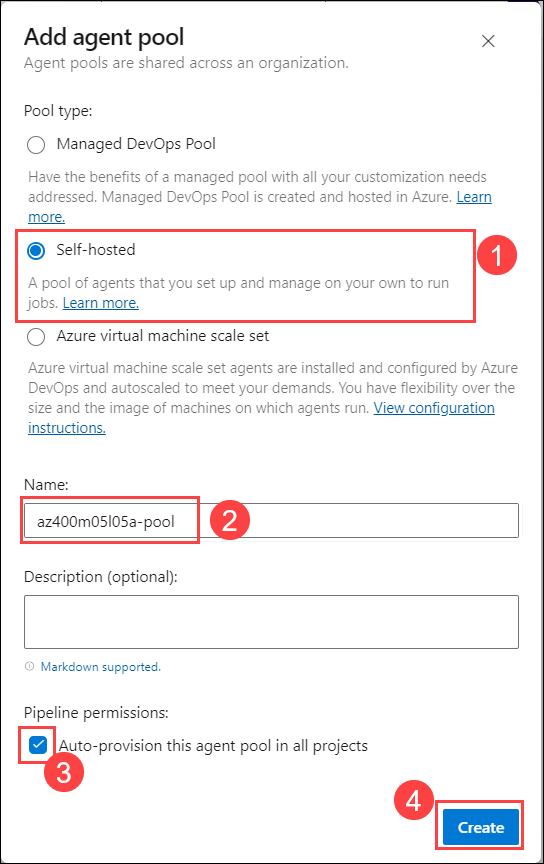 Add agent pool
Agent pools are shared across an organization.
Pool type:
Managed DevOps Pool
Have the benefits of a managed pool with all your customization needs
addressed. Managed DevOps Pool is created and hosted in Azure. Learn
more.
Self-hosted
1
A pool of agents that you set up and manage on your own to run
jobs. Learn more.
Azure virtual machine scale set
Azure virtual machine scale set agents are installed and configured by Azure
DevOps and autoscaled to meet your demands. You have flexibility over the
size and the image of machines on which agents run. View configuration
instructions.
Name:
az400m05l05a-pool
2
Description (optional):
Markdown supported.
Pipeline permissions:
Auto-provision this agent pool in all projects
3
4
Create